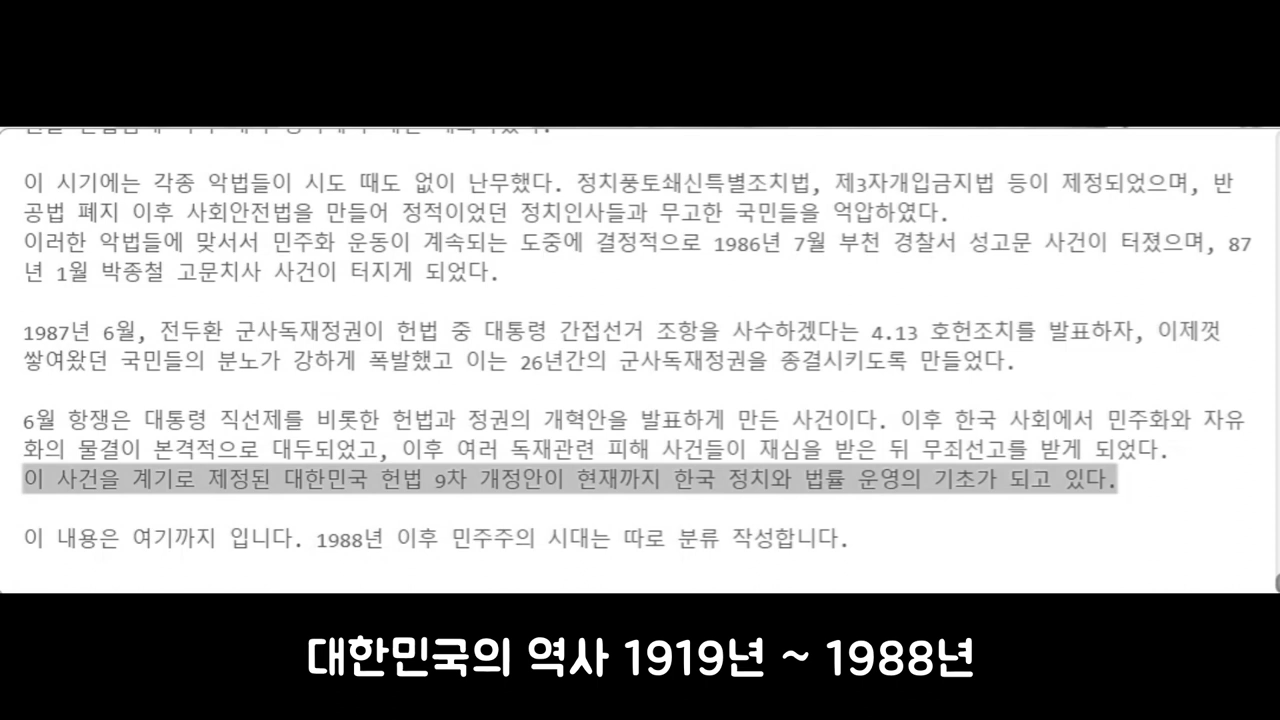 이 시기에는 각종 악법들이 시도 때도 없이 난무했다. 정치풍토쇄신특별조치법, 제3자개입금지법 등이 제정되었으며, 반
공법 폐지 이후 사회안전법을 만들어 정적이었던 정치인사들과 무고한 국민들을 억압하였다.
이러한 악법들에 맞서서 민주화 운동이 계속되는 도중에 결정적으로 1986년 7월 부천 경찰서 성고문 사건이 터졌으며, 87
년 1월 박종철 고문치사 사건이 터지게 되었다.
1987년 6월, 전두환 군사독재정권이 헌법 중 대통령 간접선거 조항을 사수하겠다는 4.13 호헌조치를 발표하자, 이제껏
쌓여왔던 국민들의 분노가 강하게 폭발했고 이는 26년간의 군사독재정권을 종결시키도록 만들었다.
6월 항쟁은 대통령 직선제를 비롯한 헌법과 정권의 개혁안을 발표하게 만든 사건이다. 이후 한국 사회에서 민주화와 자유
화의 물결이 본격적으로 대두되었고, 이후 여러 독재관련 피해 사건들이 재심을 받은 뒤 무죄선고를 받게 되었다.
이 사건을 계기로 제정된 대한민국 헌법 9차 개정안이 현재까지 한국 정치와 법률 운영의 기초가 되고 있다.
이 내용은 여기까지 입니다. 1988년 이후 민주주의 시대는 따로 분류 작성합니다.
대한민국의 역사 1919년 ~ 1988년